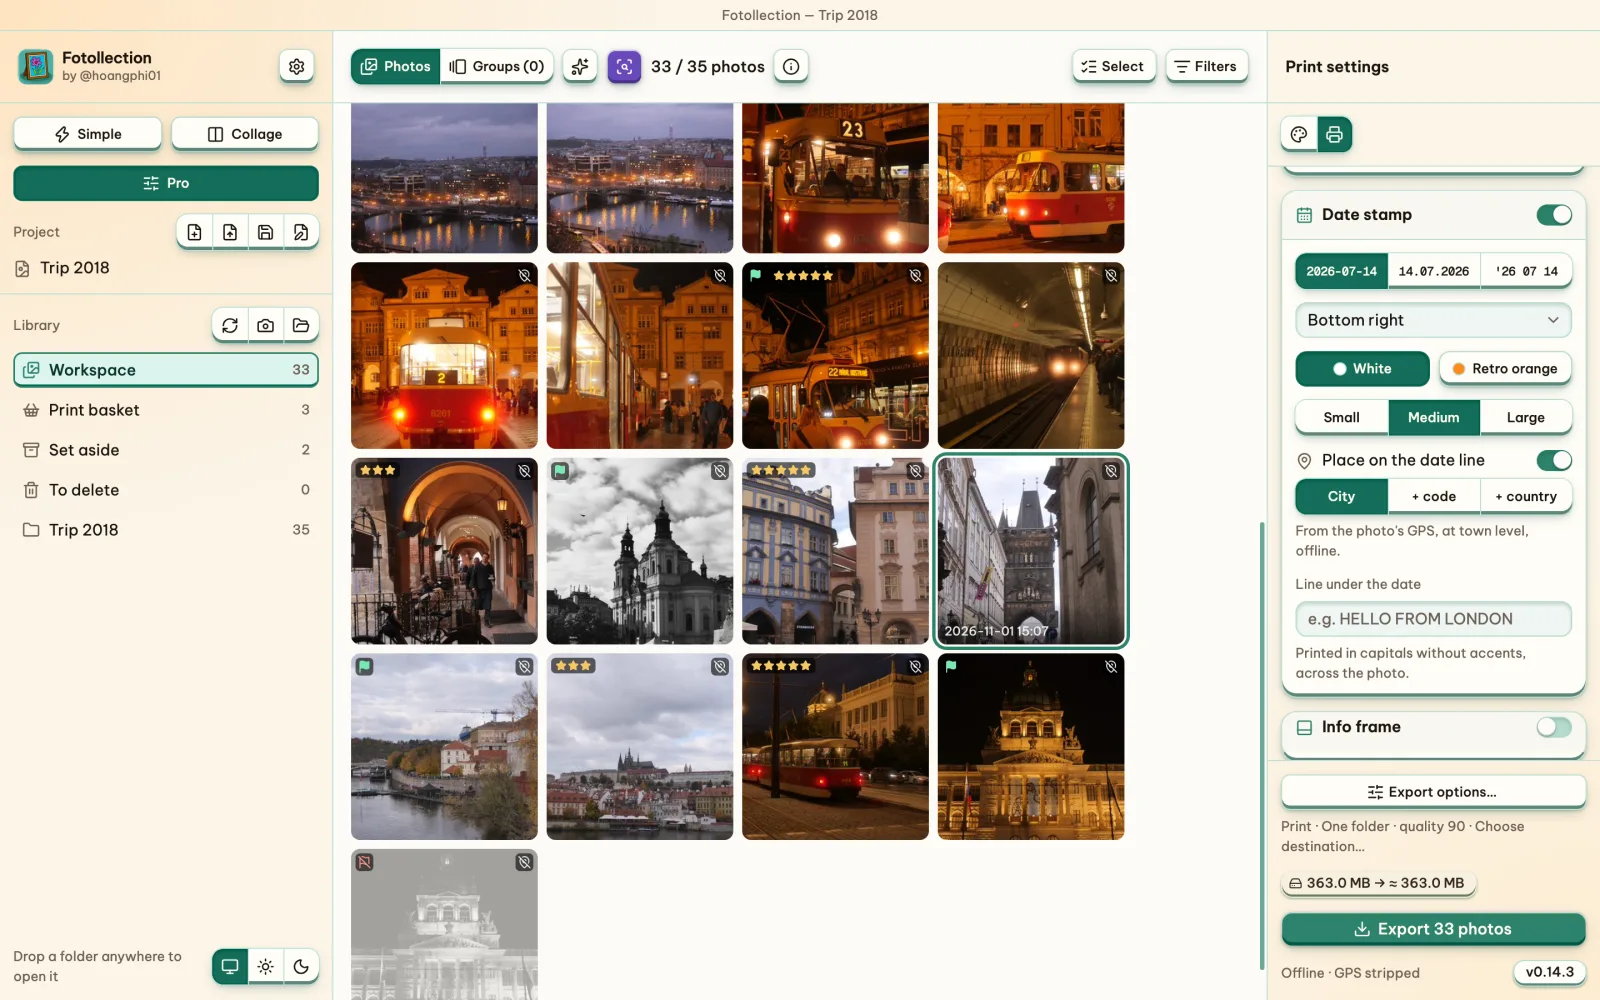 Fotollection — Trip 2018
Fotollection
by @hoangphi01
Simple
Collage
Pro
Project
Trip 2018
Library
Workspace
33
Print basket
3
Set aside
2
To delete
0
Trip 2018
35
Drop a folder anywhere to
open it
Photos
Groups (0)
33 / 35 photos
Select
Filters
23
2
8281
22
2026-11-01 15:07
Print settings
Date stamp
2026-07-14
14.07.2026
'26 07 14
Bottom right
White
Retro orange
Small
Medium
Large
Place on the date line
City
+ code
+ country
From the photo's GPS, at town level,
offline.
Line under the date
e.g. HELLO FROM LONDON
Printed in capitals without accents,
across the photo.
Info frame
Export options...
Print · One folder · quality 90 · Choose
destination...
363.0 MB → ≈ 363.0 MB
Export 33 photos
Offline · GPS stripped
v0.14.3